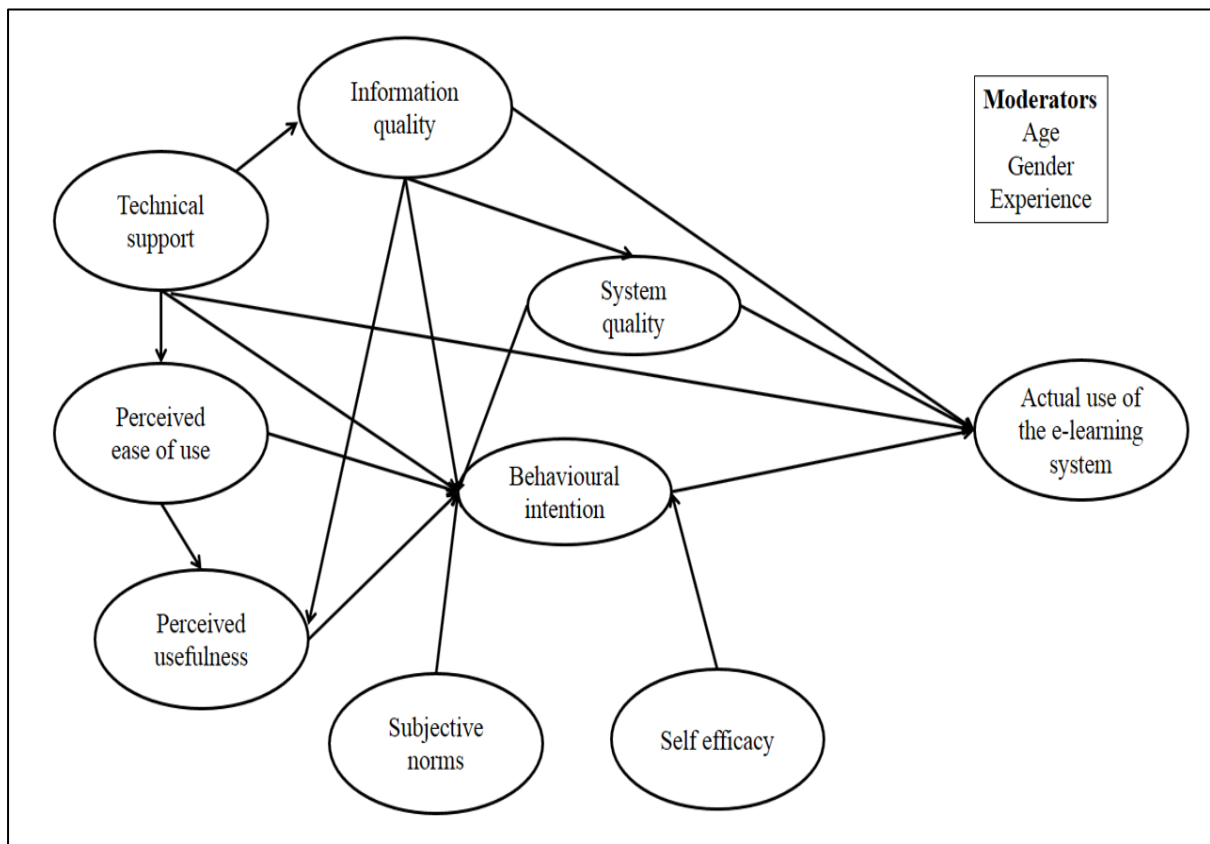 Information
quality
Moderators
Age
Gender
Experience
Technical
support
System
quality
Perceived
ease of use
Actual use of
the e-learning
system
Behavioural
intention
Perceived
usefulness
Subjective
norms
Self efficacy